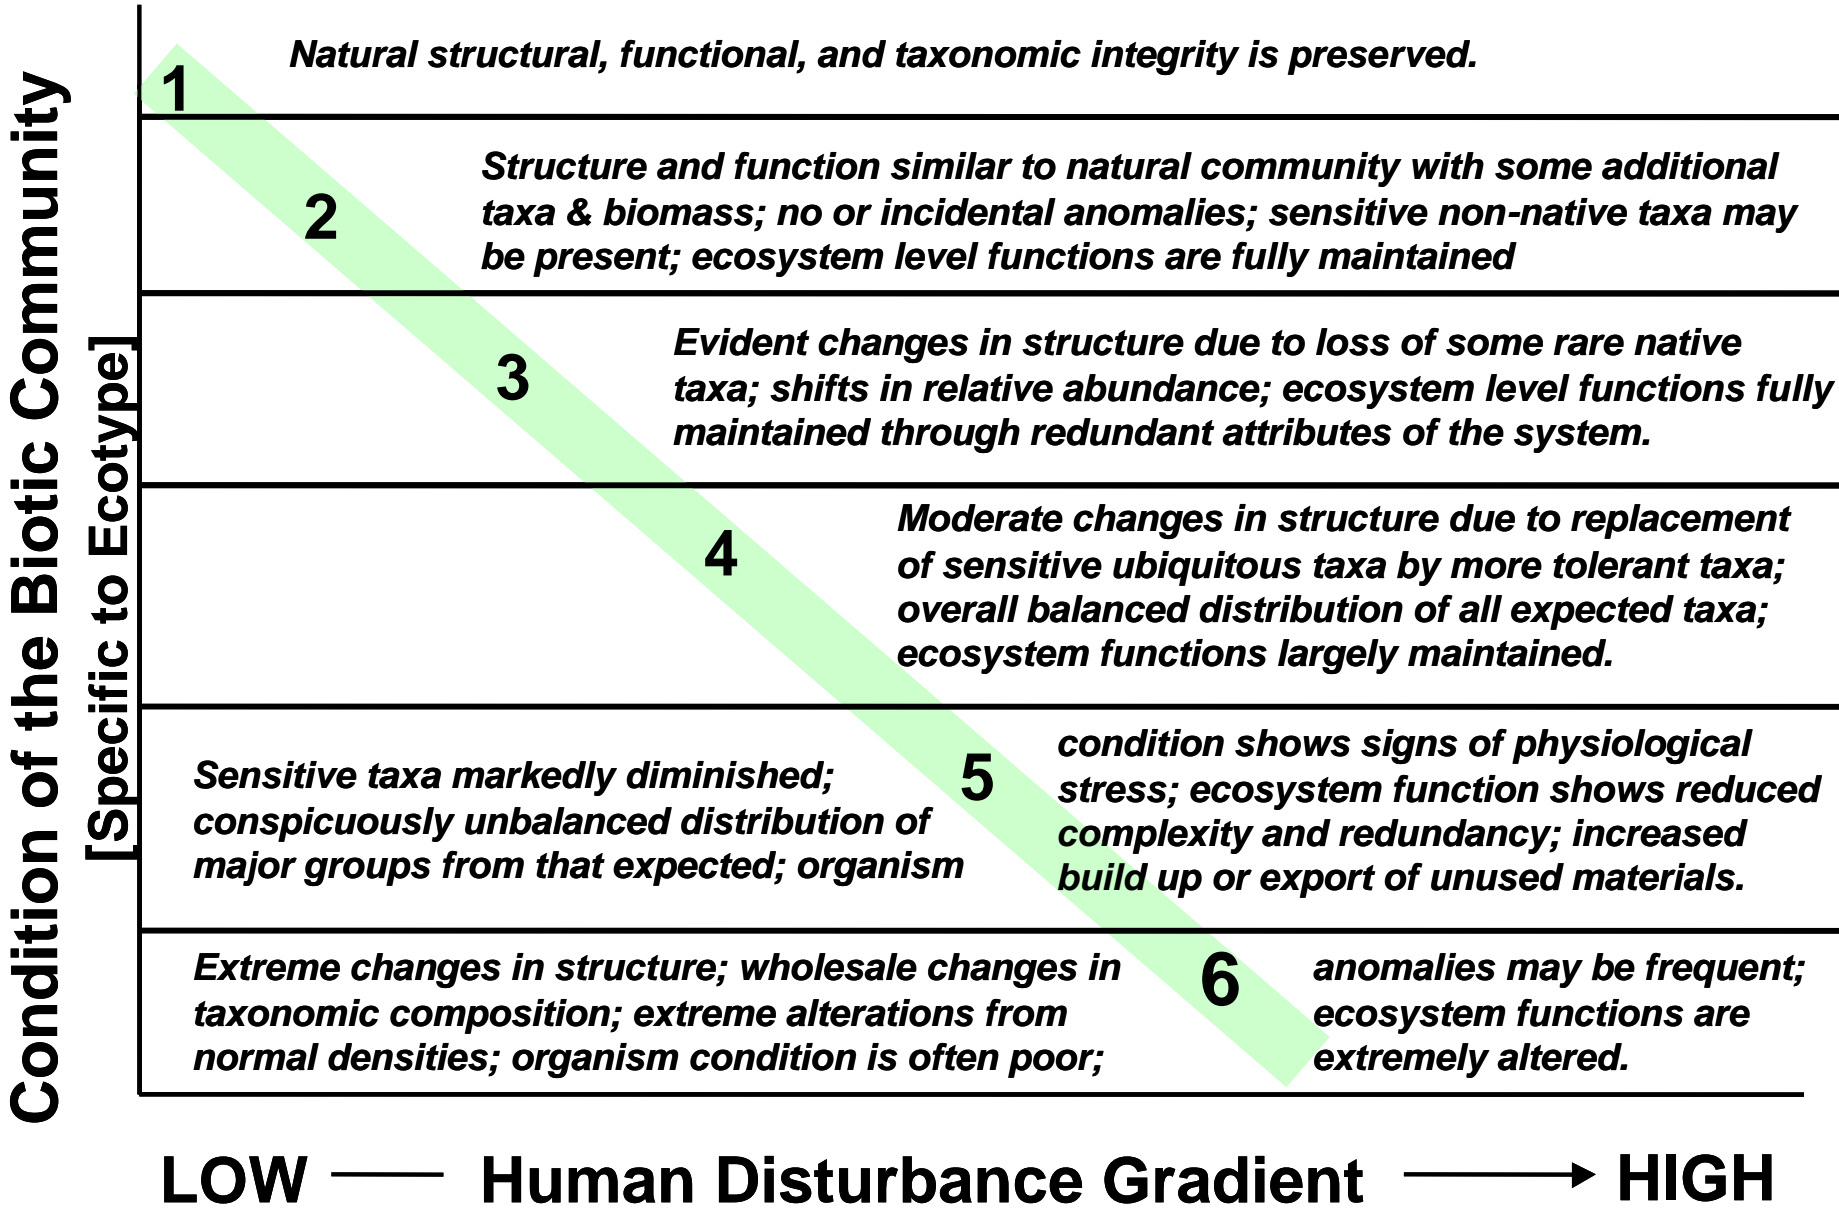 Condition of the Biotic Community
[Specific to Ecotype]
1
Natural structural, functional, and taxonomic integrity is preserved.
2
Structure and function similar to natural community with some additional
taxa & biomass; no or incidental anomalies; sensitive non-native taxa may
be present; ecosystem level functions are fully maintained
3
Evident changes in structure due to loss of some rare native
taxa; shifts in relative abundance; ecosystem level functions fully
maintained through redundant attributes of the system.
4
Moderate changes in structure due to replacement
of sensitive ubiquitous taxa by more tolerant taxa;
overall balanced distribution of all expected taxa;
ecosystem functions largely maintained.
Sensitive taxa markedly diminished;
conspicuously unbalanced distribution of
major groups from that expected; organism
5
condition shows signs of physiological
stress; ecosystem function shows reduced
complexity and redundancy; increased
build up or export of unused materials.
Extreme changes in structure; wholesale changes in
taxonomic composition; extreme alterations from
normal densities; organism condition is often poor;
6
anomalies may be frequent;
ecosystem functions are
extremely altered.
LOW Human Disturbance Gradient HIGH